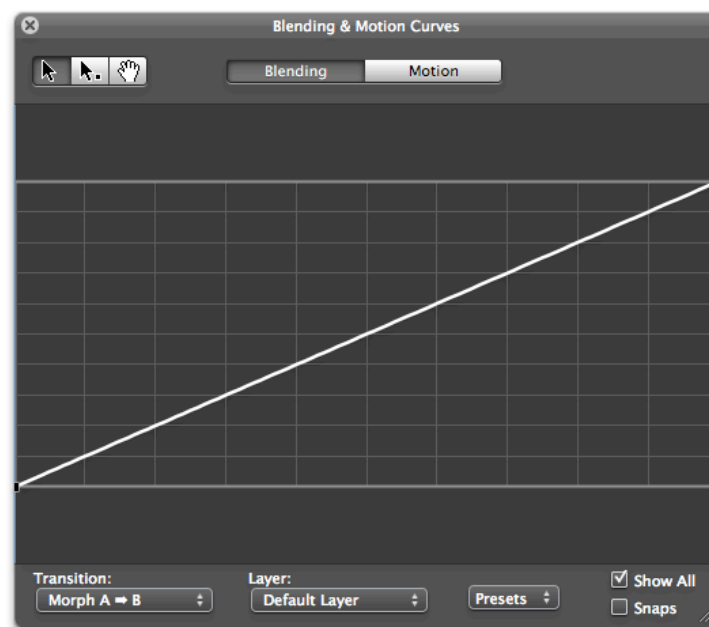 Blending & Motion Curves
Blending Motion
Transition:
Morph A ➡ B
Layer:
Default Layer
Presets
Show All
Snaps